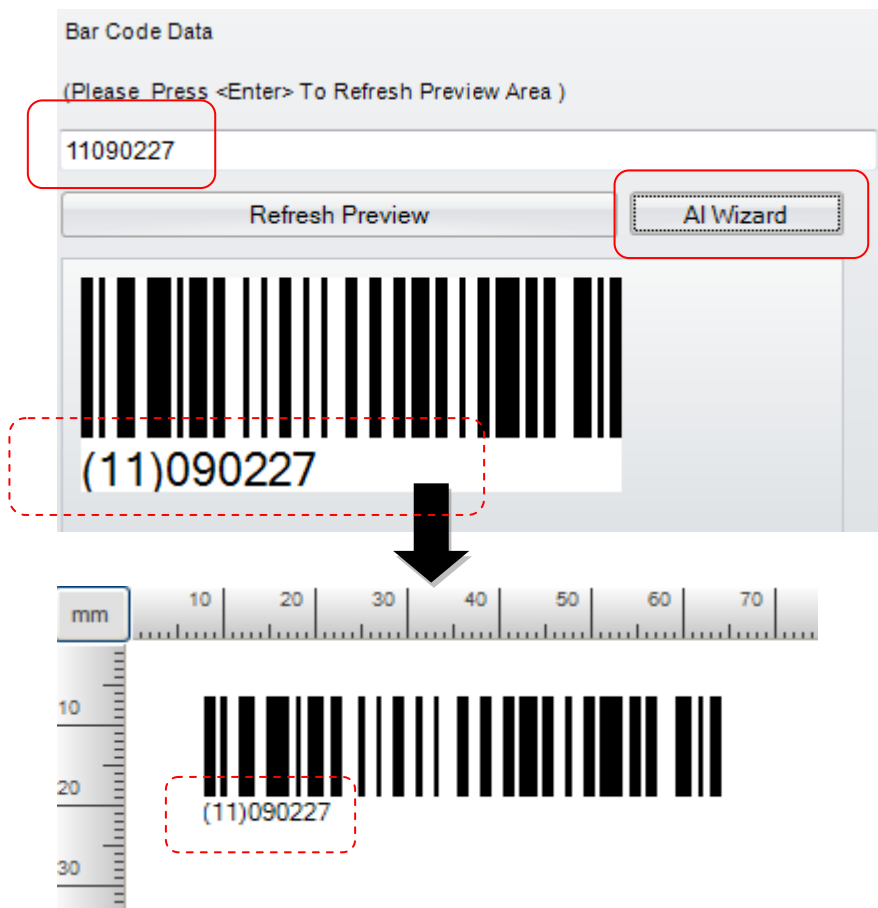 Bar Code Data
(Please Press <Enter> To Refresh Preview Area )
11090227
Refresh Preview AI Wizard
(11)090227
mm 10 20 30 40 50 60 70
10
20
(11)090227
30